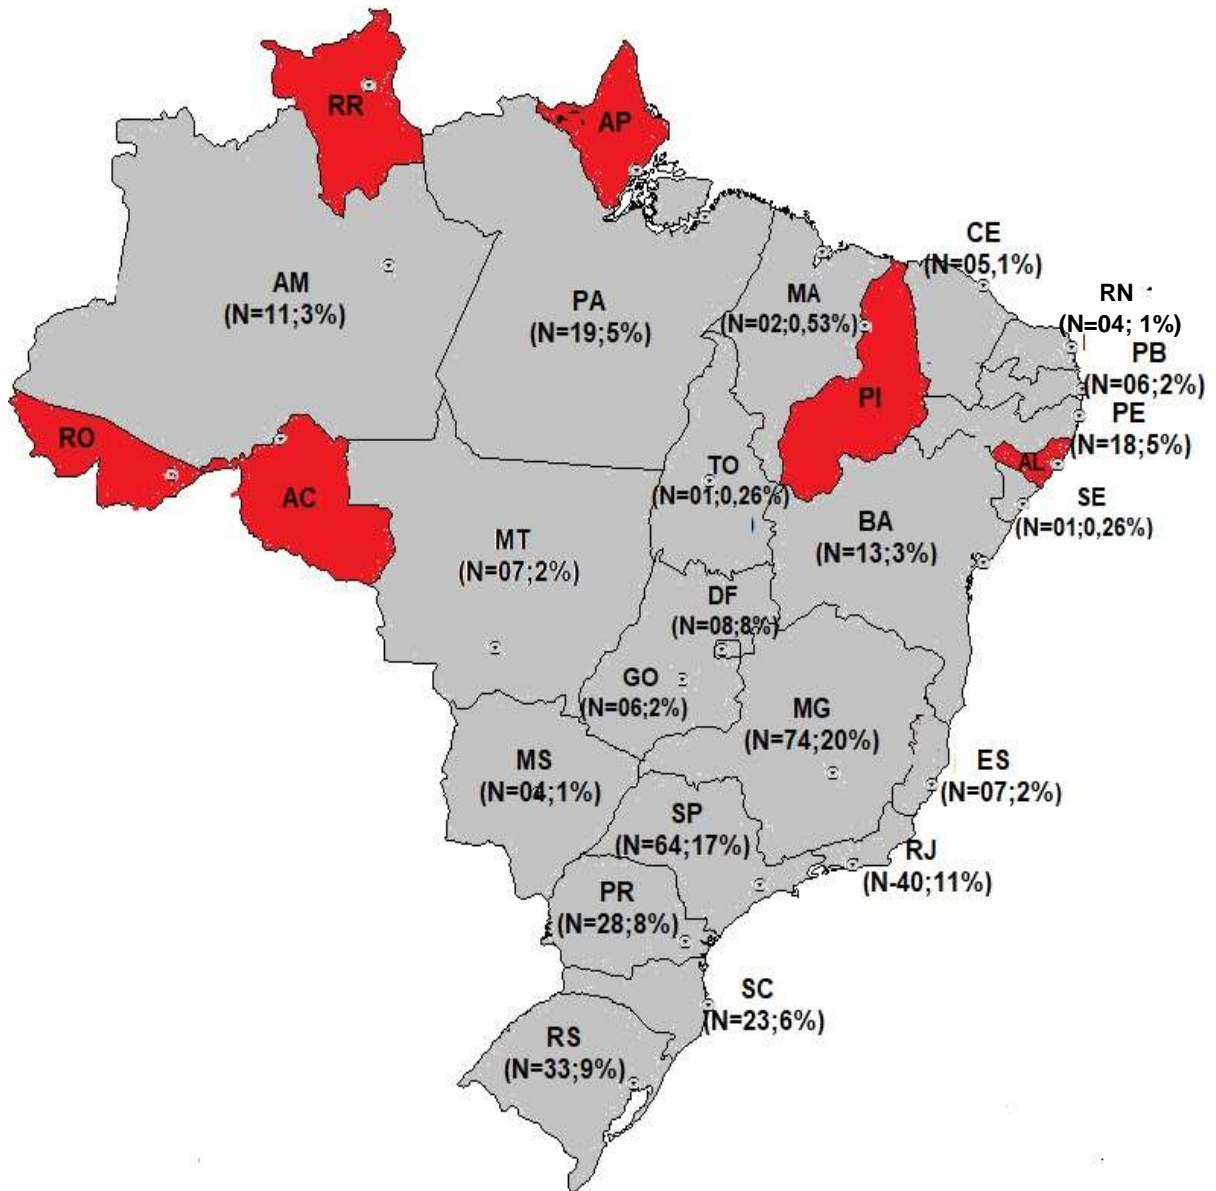 RR
AP
CE
(N=05,1%)
AM
(N=11;3%)
PA
(N=19;5%)
MA
(N=02;0,53%)
RN
(N=04; 1%)
PB
(N=06;2%)
PI
PE
(N=18;5%)
RO
AC
TO
(N=01;0,26%)
AL
SE
(N=01;0,26%)
BA
(N=13;3%)
MT
(N=07;2%)
DF
(N=08;8%)
GO
(N=06;2%)
MG
(N=74;20%)
MS
(N=04;1%)
ES
(N=07;2%)
SP
(N=64;17%)
RJ
(N-40;11%)
PR
(N=28;8%)
SC
(N=23;6%)
RS
(N=33;9%)